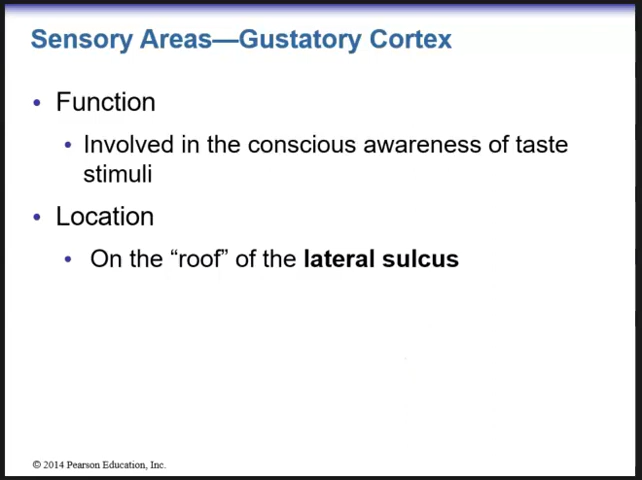 Sensory Areas—Gustatory Cortex
• Function
• Involved in the conscious awareness of taste
stimuli
• Location
• On the “roof” of the lateral sulcus
© 2014 Pearson Education, Inc.